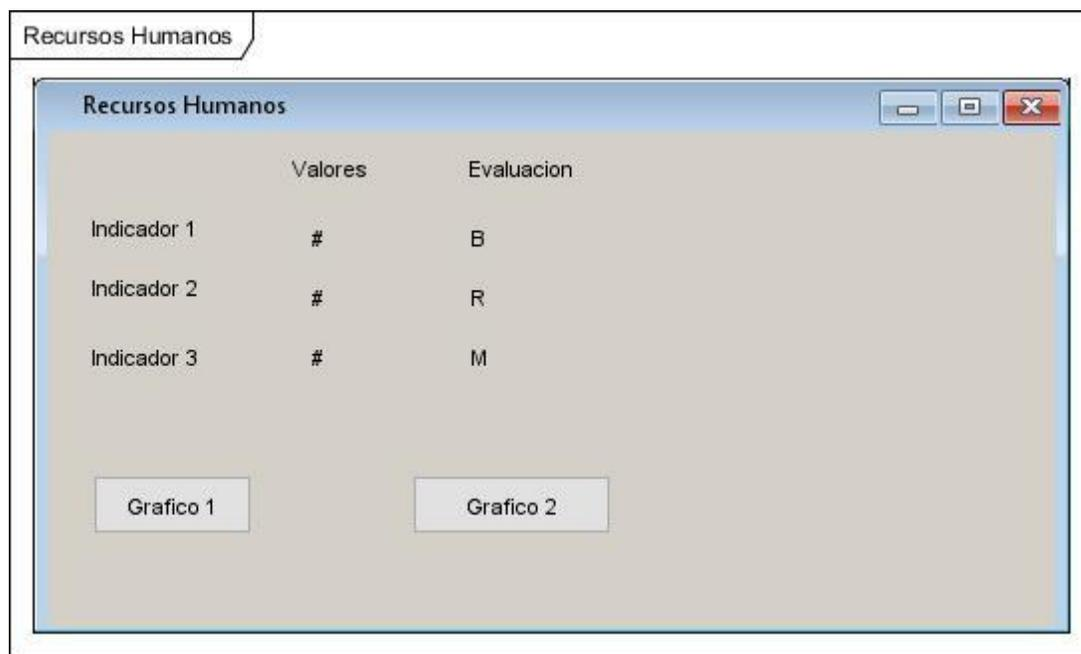 Recursos Humanos
Recursos Humanos
Valores Evaluacion
Indicador 1 # B
Indicador 2 # R
Indicador 3 # M
Grafico 1 Grafico 2